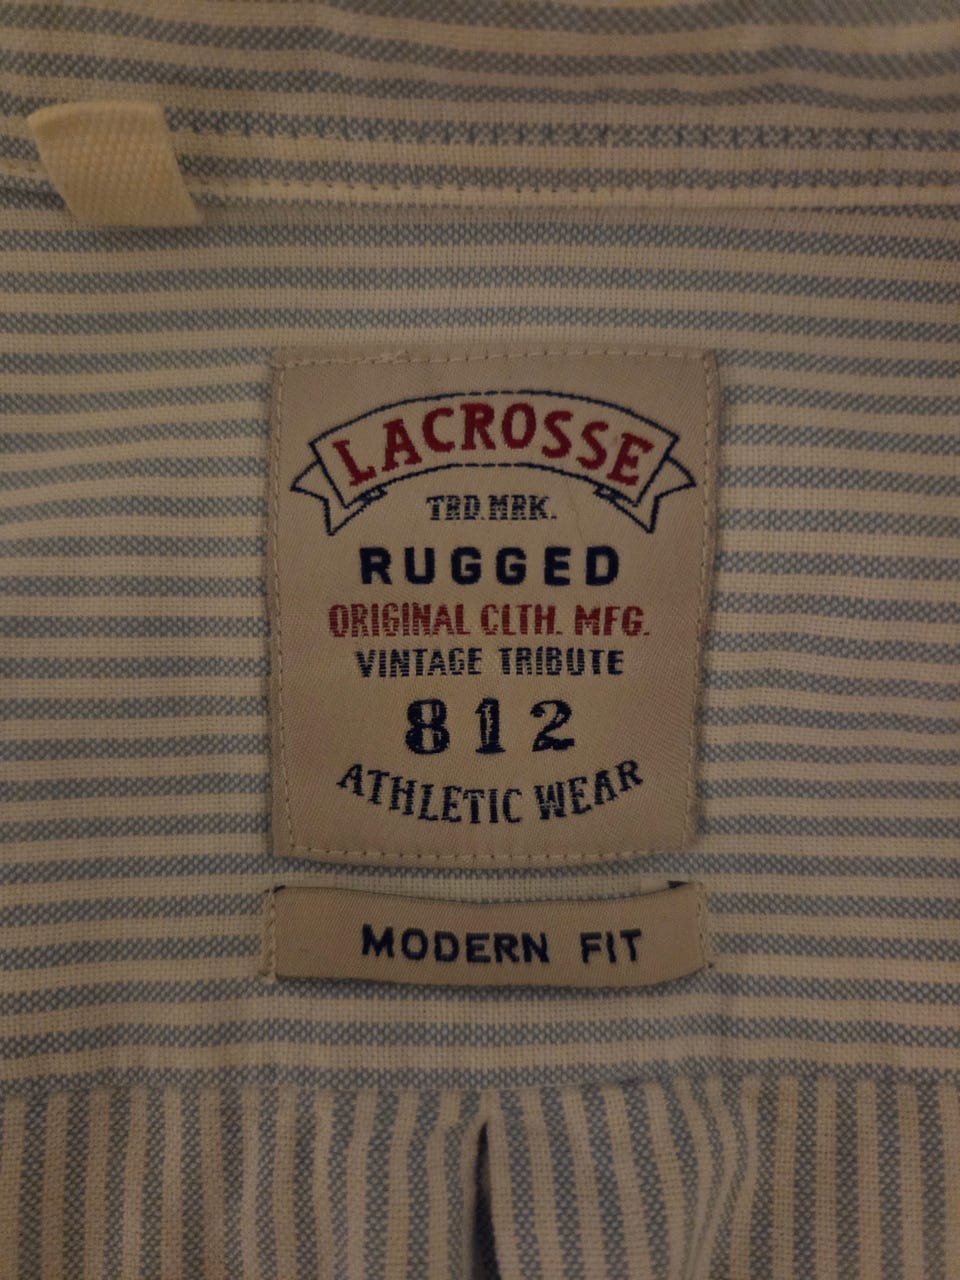 LACROSSE
TRD.MRK.
RUGGED
ORIGINAL CLTH. MFG.
VINTAGE TRIBUTE
812
ATHLETIC WEAR
MODERN FIT